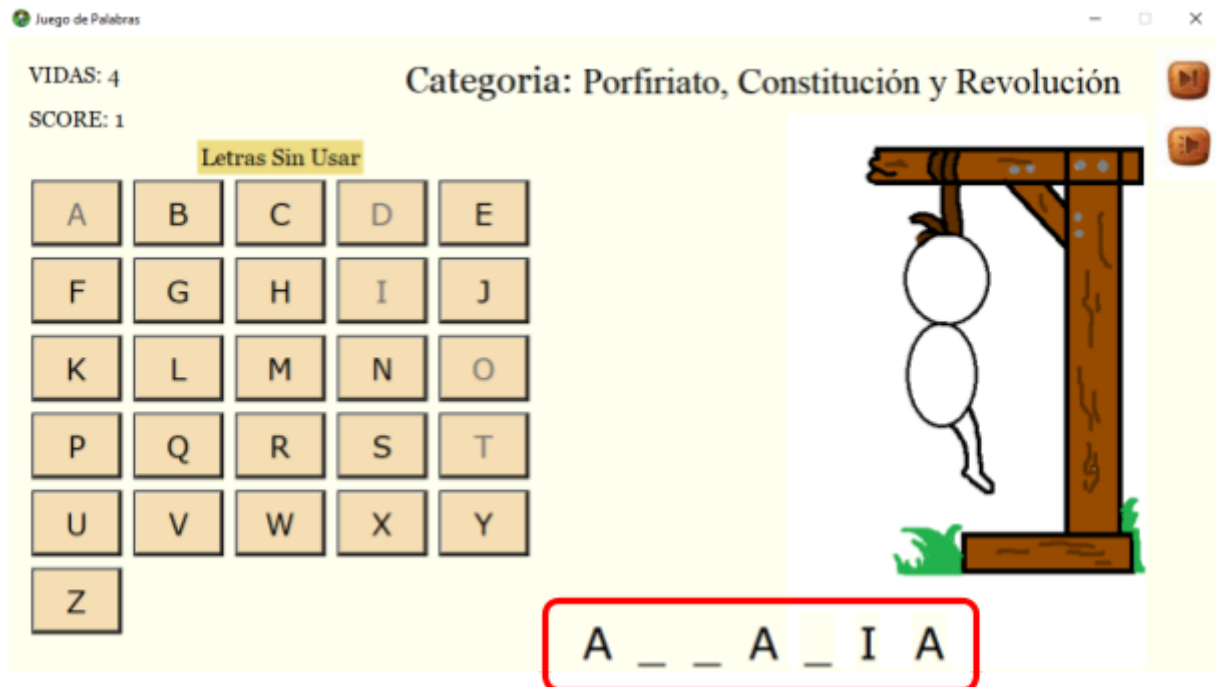 Juego de Palabras
VIDAS: 4
Categoria: Porfiriato, Constitución y Revolución
SCORE: 1
Letras Sin Usar
A B C D E
F G H I J
K L M N O
P Q R S T
U V W X Y
Z
A _ _ A _ I A